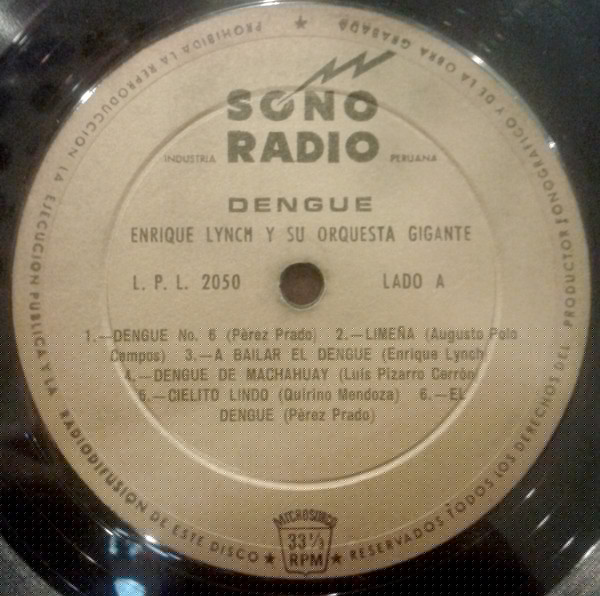 SONO
RADIO
INDUSTRIA PERUANA
DENGUE
ENRIQUE LYNCH Y SU ORQUESTA GIGANTE
L. P. L. 2050 LADO A
1.—DENGUE No. 6 (Pèrez Prado) 2.—LIMEÑA (Augusto Polo
Campos) 3.—A BAILAR EL DENGUE (Enrique Lynch
4.—DENGUE DE MACHAHUAY (Luís Pizarro Cerrón
5.—CIELITO LINDO (Quirino Mendoza) 6.—EL
DENGUE (Pèrez Prado)
MICROSURCO
33 1/3
RPM
★ RESERVADOS TODOS LOS DERECHOS DEL PRODUCTOR FONOGRAFICO Y DE LA OBRA GRABADA ★ PROHIBIDA LA REPRODUCCION LA EJECUCION PUBLICA Y LA RADIODIFUSION DE ESTE DISCO ★